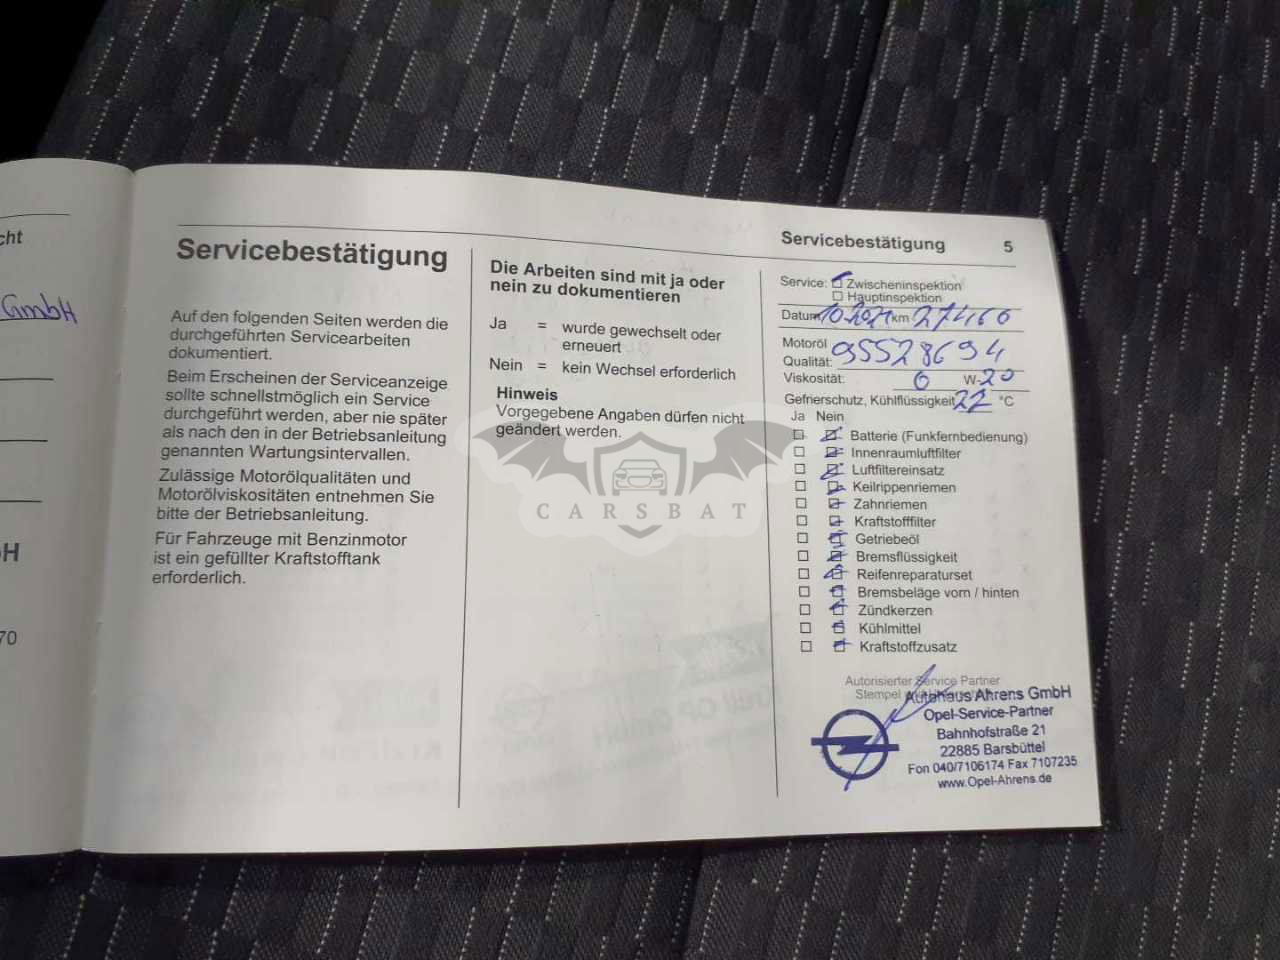 cht
GmbH
H
70
Servicebestätigung
Auf den folgenden Seiten werden die
durchgeführten Servicearbeiten
dokumentiert.
Beim Erscheinen der Serviceanzeige
sollte schnellstmöglich ein Service
durchgeführt werden, aber nie später
als nach den in der Betriebsanleitung
genannten Wartungsintervallen.
Zulässige Motorölqualitäten und
Motorölviskositäten entnehmen Sie
bitte der Betriebsanleitung.
Für Fahrzeuge mit Benzinmotor
ist ein gefüllter Kraftstofftank
erforderlich.
Die Arbeiten sind mit ja oder
nein zu dokumentieren
Ja = wurde gewechselt oder
erneuert
Nein = kein Wechsel erforderlich
Hinweis
Vorgegebene Angaben dürfen nicht
geändert werden.
CARSBAT
Servicebestätigung 5
Service: Zwischeninspektion
Hauptinspektion
Datum 10.2021 km 27466
Motoröl
Qualität: 95528694
Viskosität: 0 W-20
Gefrierschutz, Kühlflüssigkeit 22 °C
Ja Nein
Batterie (Funkfernbedienung)
Innenraumluftfilter
Luftfiltereinsatz
Keilrippenriemen
Zahnriemen
Kraftstofffilter
Getriebeöl
Bremsflüssigkeit
Reifenreparaturset
Bremsbeläge vorn / hinten
Zündkerzen
Kühlmittel
Kraftstoffzusatz
Autorisierter Service Partner
Stempel
Autohaus Ahrens GmbH
Opel-Service-Partner
Bahnhofstraße 21
22885 Barsbüttel
Fon 040/7106174 Fax 7107235
www.Opel-Ahrens.de